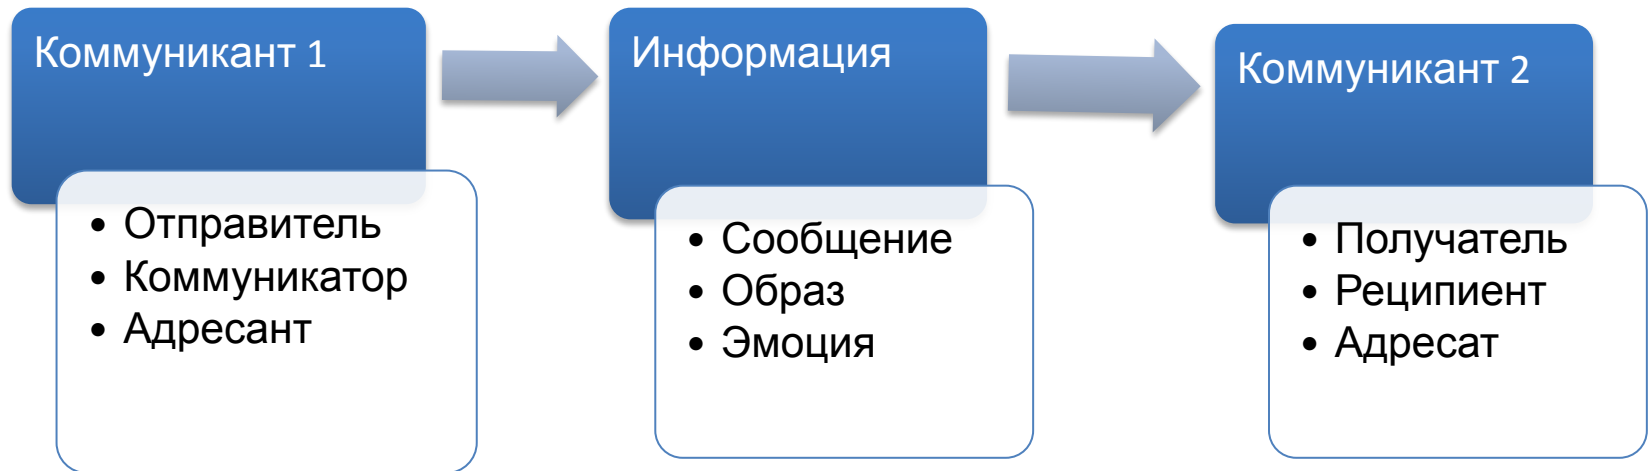 Коммуникант 1
• Отправитель
• Коммуникатор
• Адресант
Информация
• Сообщение
• Образ
• Эмоция
Коммуникант 2
• Получатель
• Реципиент
• Адресат